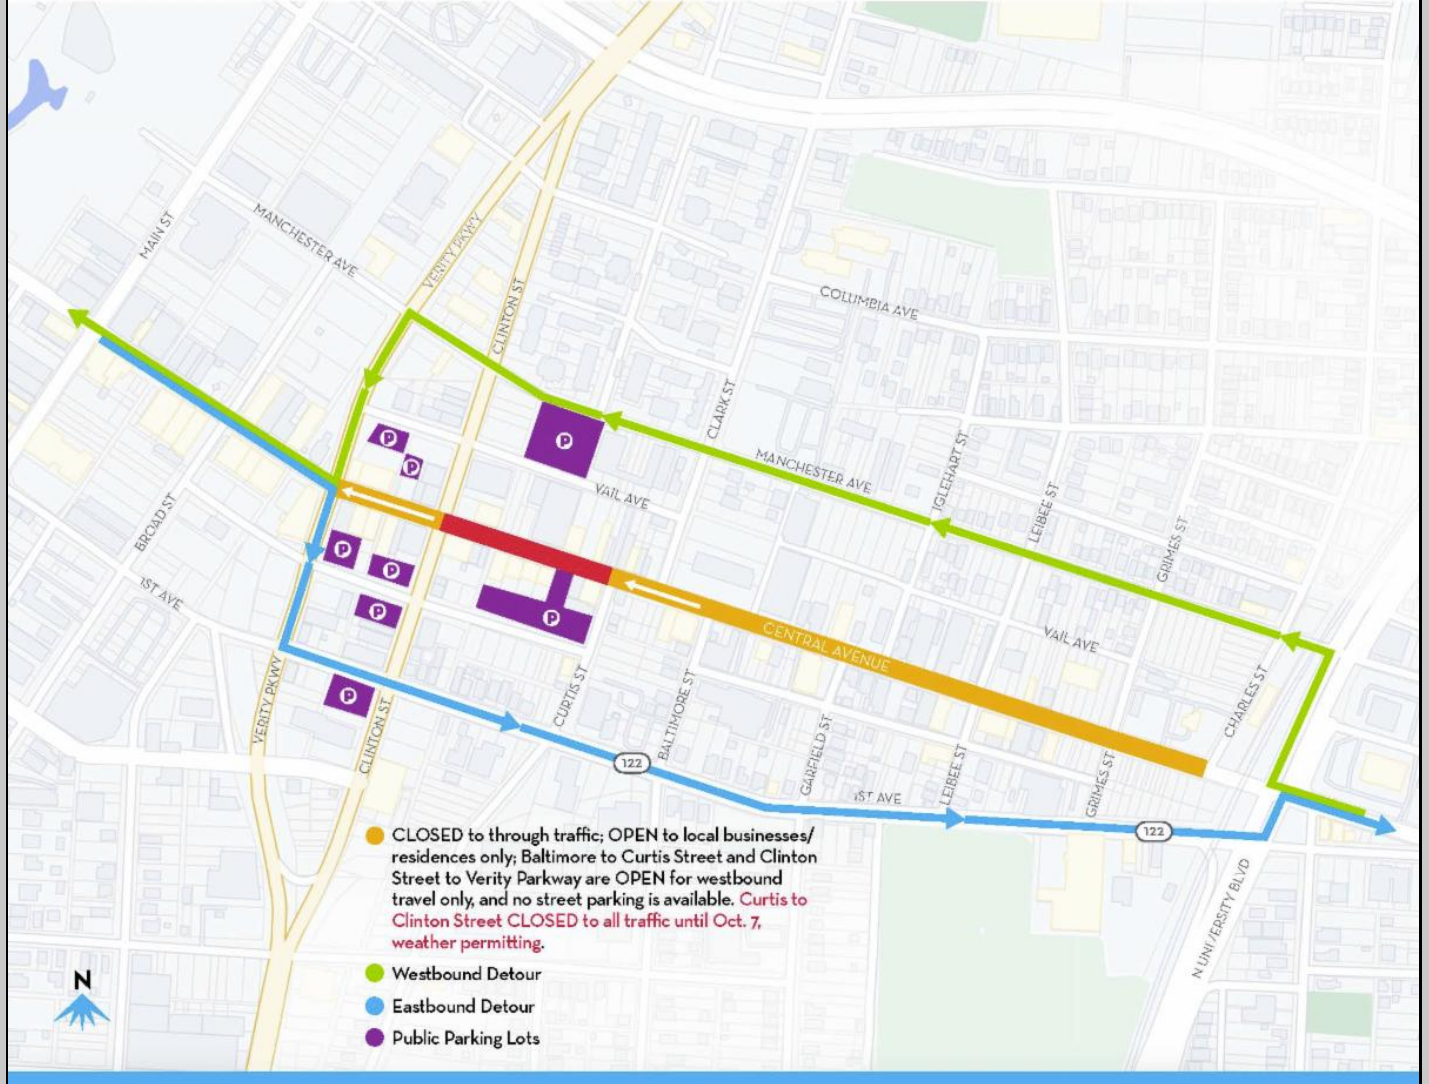 MAIN ST
MANCHESTER AVE
VERITY PKWY
CLINTON ST
COLUMBIA AVE
CLARK ST
P
P
P
MANCHESTER AVE
IGLEHART ST
VAIL AVE
LEIBEE ST
BROAD ST
GRIMES ST
P
P
1ST AVE
P
P
CENTRAL AVENUE
VAIL AVE
P
VERITY PKWY
CLINTON ST
CURTIS ST
BALTIMORE ST
CHARLES ST
GARFIELD ST
LEIBEE ST
GRIMES ST
122
1ST AVE
122
CLOSED to through traffic; OPEN to local businesses/
residences only; Baltimore to Curtis Street and Clinton
Street to Verity Parkway are OPEN for westbound
travel only, and no street parking is available. Curtis to
Clinton Street CLOSED to all traffic until Oct. 7,
weather permitting.
N UNIVERSITY BLVD
N
Westbound Detour
Eastbound Detour
Public Parking Lots